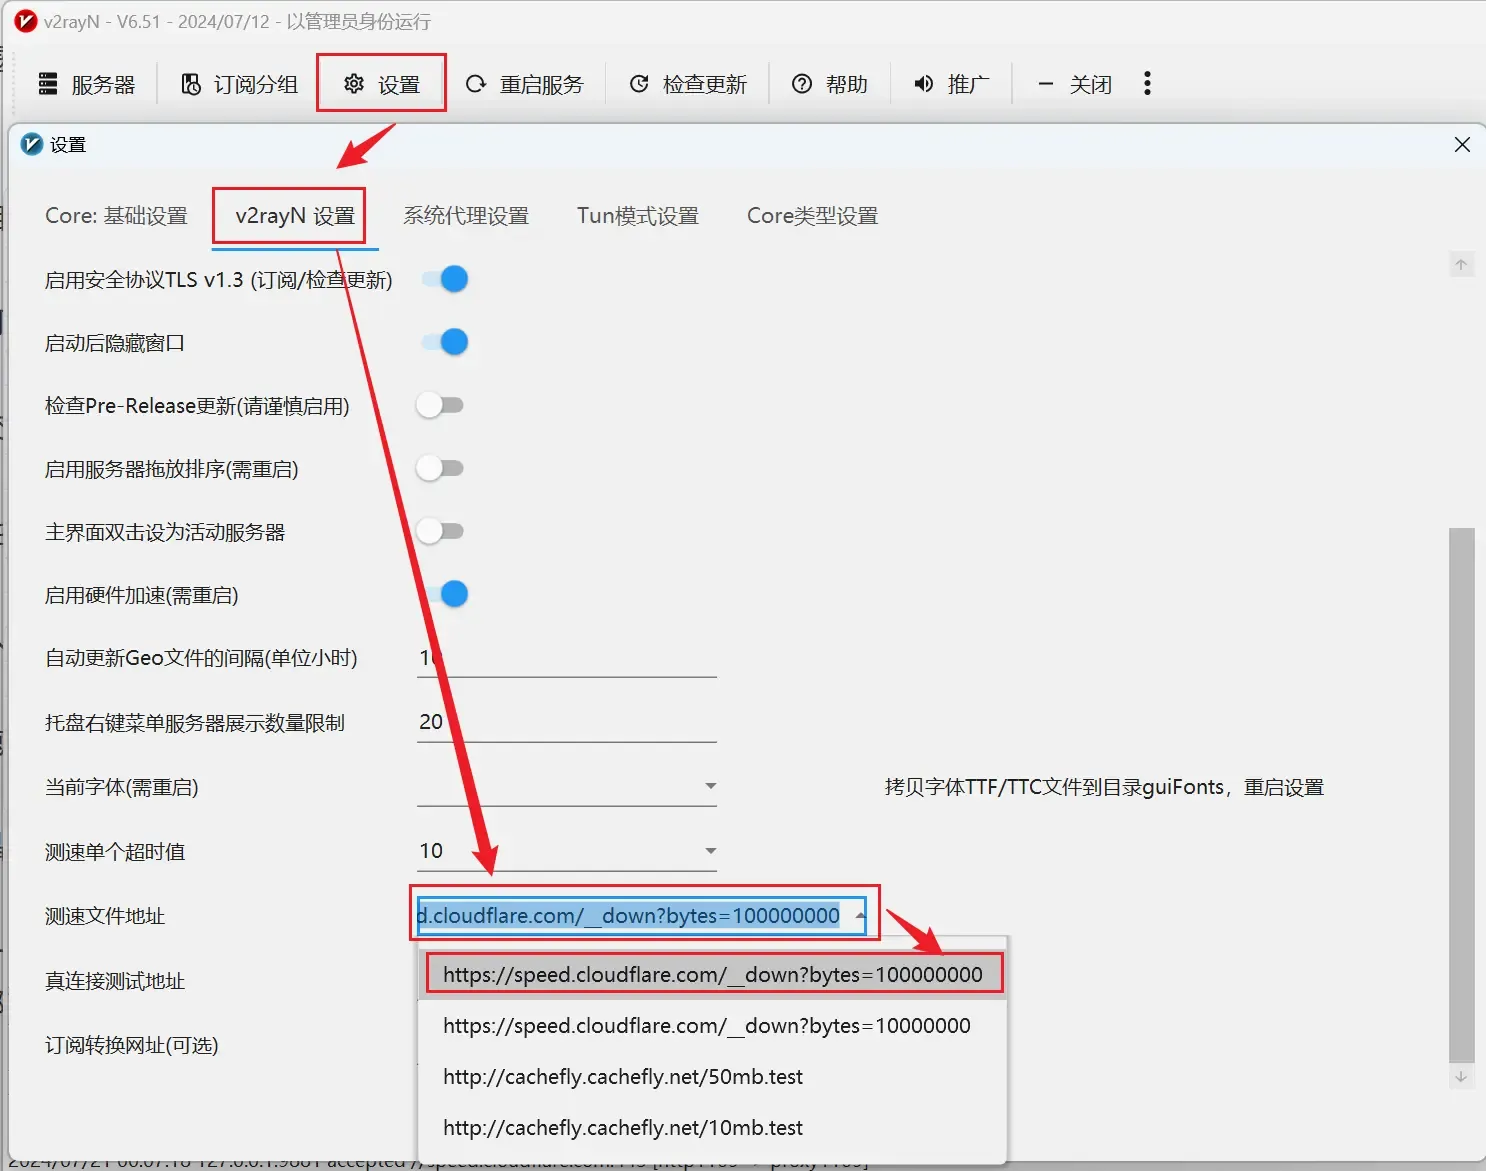 v2rayN - V6.51 - 2024/07/12 - 以管理员身份运行
服务器 订阅分组 设置 重启服务 检查更新 帮助 推广 关闭
设置
Core: 基础设置 v2rayN 设置 系统代理设置 Tun模式设置 Core类型设置
启用安全协议TLS v1.3 (订阅/检查更新)
启动后隐藏窗口
检查Pre-Release更新(请谨慎启用)
启用服务器拖放排序(需重启)
主界面双击设为活动服务器
启用硬件加速(需重启)
自动更新Geo文件的间隔(单位小时)
托盘右键菜单服务器展示数量限制 20
当前字体(需重启) 拷贝字体TTF/TTC文件到目录guiFonts，重启设置
测速单个超时值 10
测速文件地址 d.cloudflare.com/__down?bytes=100000000
https://speed.cloudflare.com/__down?bytes=100000000
真连接测试地址
https://speed.cloudflare.com/__down?bytes=10000000
订阅转换网址(可选)
http://cachefly.cachefly.net/50mb.test
http://cachefly.cachefly.net/10mb.test